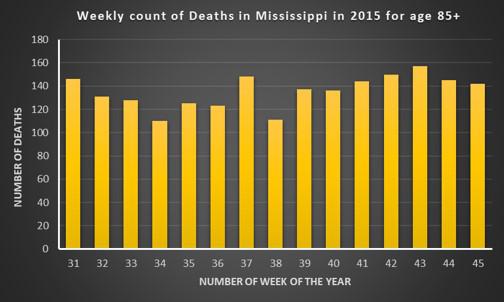 Weekly count of Deaths in Mississippi in 2015 for age 85+
180
160
140
120
100
80
60
40
20
0
NUMBER OF DEATHS
31 32 33 34 35 36 37 38 39 40 41 42 43 44 45
NUMBER OF WEEK OF THE YEAR